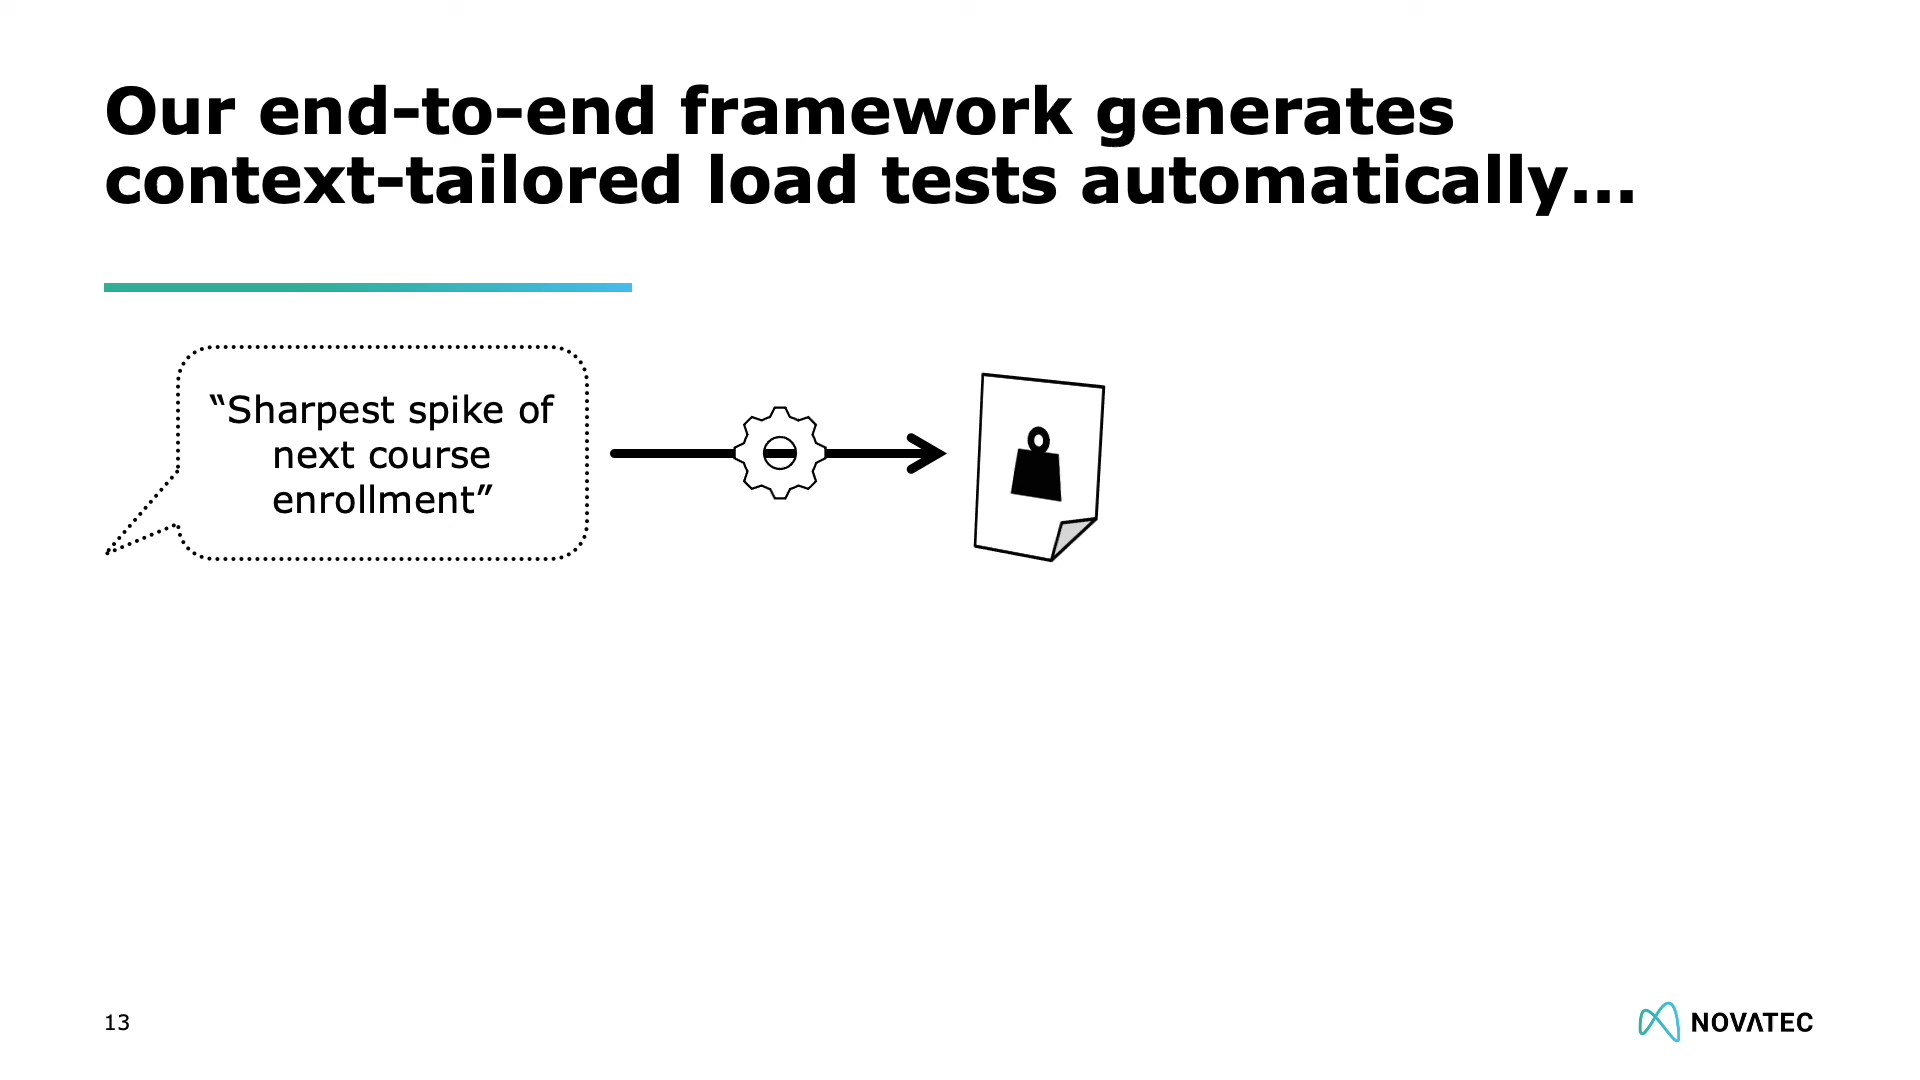 Our end-to-end framework generates
context-tailored load tests automatically…
“Sharpest spike of
next course
enrollment”
13
NOVATEC